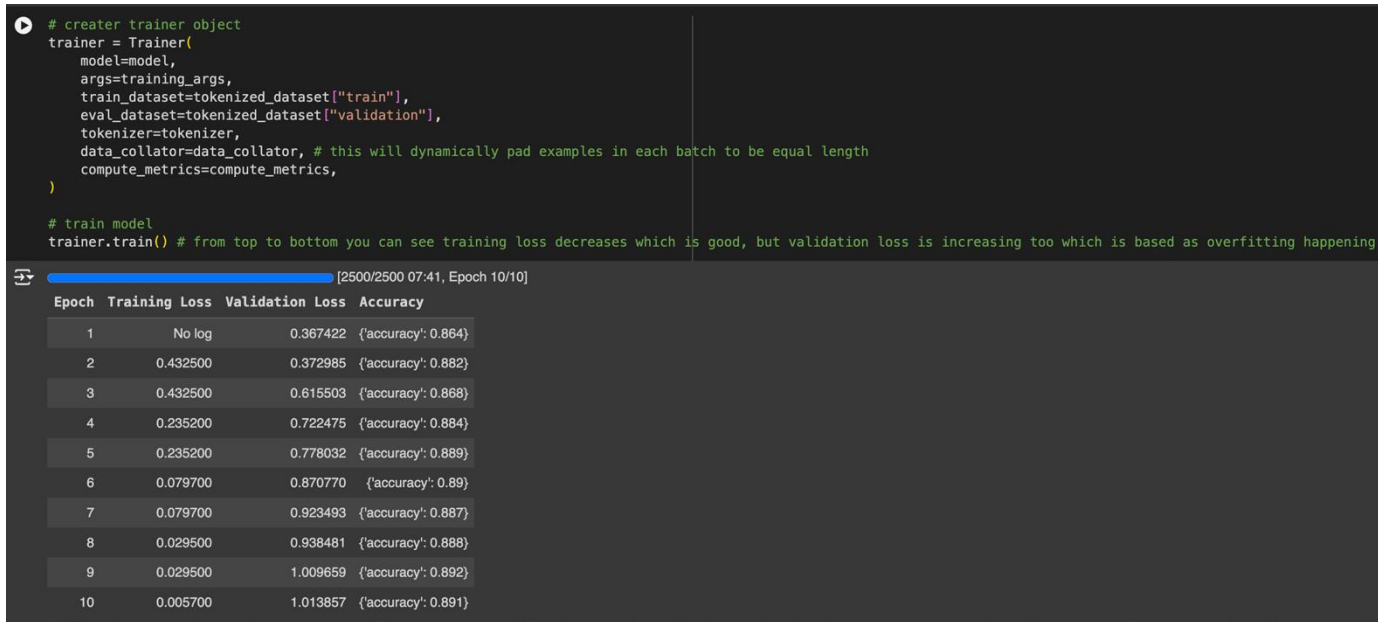 # creater trainer object
trainer = Trainer(
    model=model,
    args=training_args,
    train_dataset=tokenized_dataset["train"],
    eval_dataset=tokenized_dataset["validation"],
    tokenizer=tokenizer,
    data_collator=data_collator, # this will dynamically pad examples in each batch to be equal length
    compute_metrics=compute_metrics,
)
# train model
trainer.train() # from top to bottom you can see training loss decreases which is good, but validation loss is increasing too which is based as overfitting happening
[2500/2500 07:41, Epoch 10/10]
Epoch Training Loss Validation Loss Accuracy
1 No log 0.367422 {'accuracy': 0.864}
2 0.432500 0.372985 {'accuracy': 0.882}
3 0.432500 0.615503 {'accuracy': 0.868}
4 0.235200 0.722475 {'accuracy': 0.884}
5 0.235200 0.778032 {'accuracy': 0.889}
6 0.079700 0.870770 {'accuracy': 0.89}
7 0.079700 0.923493 {'accuracy': 0.887}
8 0.029500 0.938481 {'accuracy': 0.888}
9 0.029500 1.009659 {'accuracy': 0.892}
10 0.005700 1.013857 {'accuracy': 0.891}